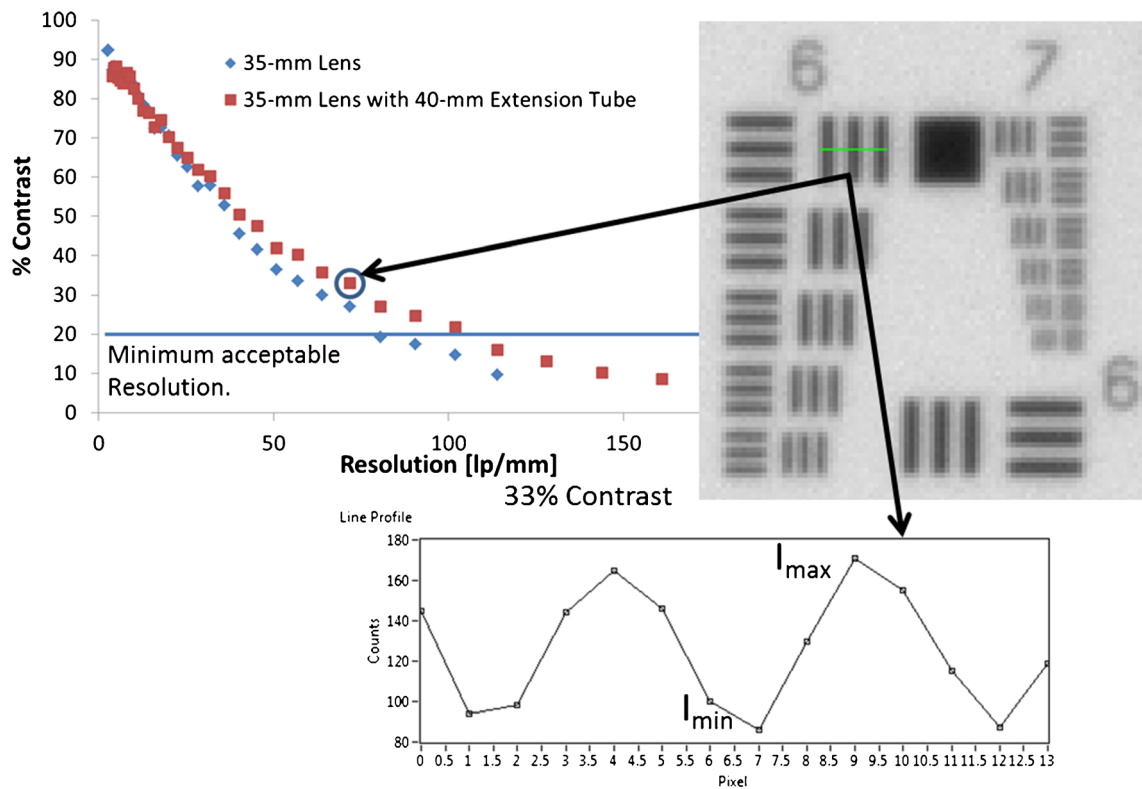 100
90
80
70
60
50
40
30
20
10
0
% Contrast
35-mm Lens
35-mm Lens with 40-mm Extension Tube
Minimum acceptable
Resolution.
0 50 100 150
Resolution [lp/mm]
33% Contrast
6 7
6
Line Profile
180
160
140
120
100
80
Counts
Imax
Imin
0 0.5 1 1.5 2 2.5 3 3.5 4 4.5 5 5.5 6 6.5 7 7.5 8 8.5 9 9.5 10 10.5 11 11.5 12 12.5 13
Pixel